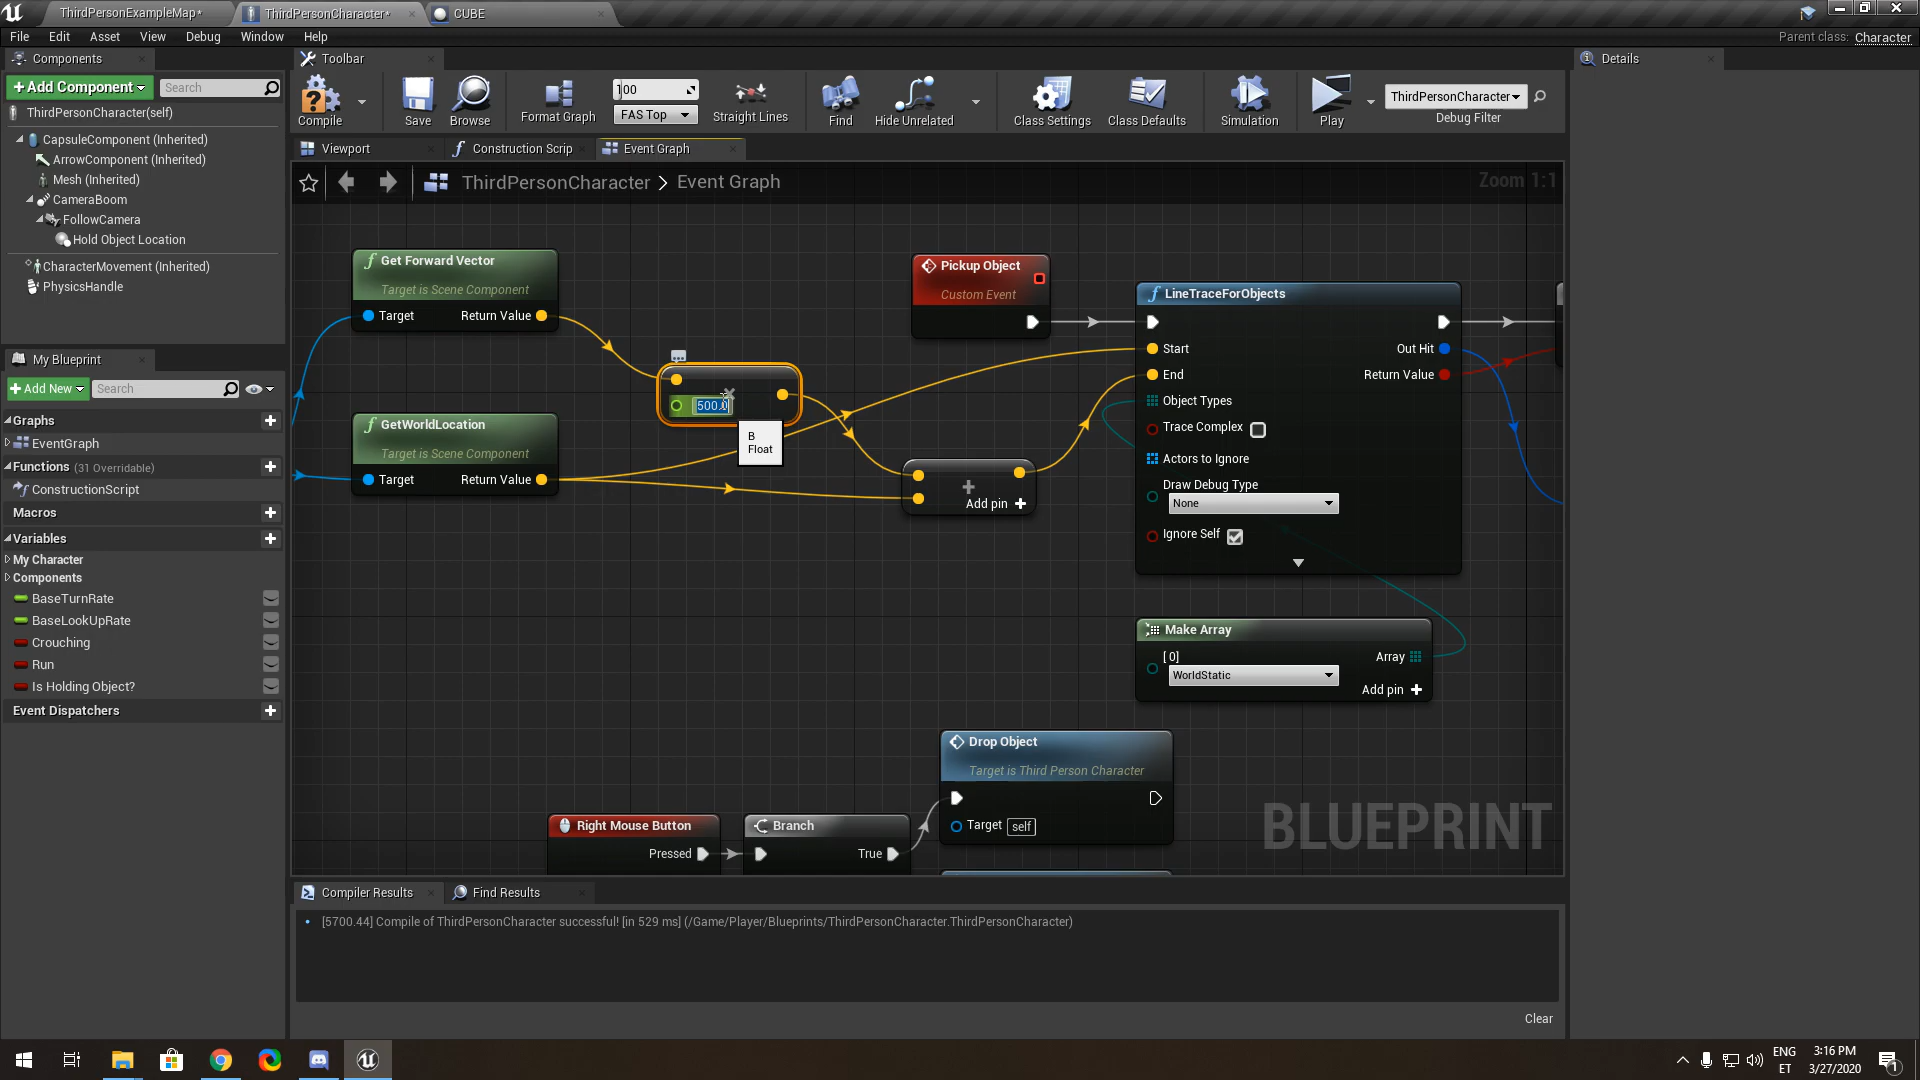 ThirdPersonExampleMap*
ThirdPersonCharacter*
CUBE
File Edit Asset View Debug Window Help
Parent class: Character
Components
Toolbar
Details
+Add Component
Search
100
FAS Top
Compile
Save
Browse
Format Graph
Straight Lines
Find
Hide Unrelated
Class Settings
Class Defaults
Simulation
Play
ThirdPersonCharacter
Debug Filter
ThirdPersonCharacter(self)
CapsuleComponent (Inherited)
ArrowComponent (Inherited)
Mesh (Inherited)
CameraBoom
FollowCamera
Hold Object Location
CharacterMovement (Inherited)
PhysicsHandle
Viewport
Construction Scrip
Event Graph
ThirdPersonCharacter > Event Graph
Zoom 1:1
My Blueprint
+Add New
Search
Graphs
EventGraph
Functions (31 Overridable)
ConstructionScript
Macros
Variables
My Character
Components
BaseTurnRate
BaseLookUpRate
Crouching
Run
Is Holding Object?
Event Dispatchers
Get Forward Vector
Target is Scene Component
Target
Return Value
GetWorldLocation
Target is Scene Component
Target
Return Value
500.0
B
Float
Add pin +
Pickup Object
Custom Event
LineTraceForObjects
Start
Out Hit
End
Return Value
Object Types
Trace Complex
Actors to Ignore
Draw Debug Type
None
Ignore Self
Make Array
[ 0]
Array
WorldStatic
Add pin +
Drop Object
Target is Third Person Character
Target self
Right Mouse Button
Pressed
Branch
True
BLUEPRINT
Compiler Results
Find Results
[5700.44] Compile of ThirdPersonCharacter successful! [in 529 ms] (/Game/Player/Blueprints/ThirdPersonCharacter.ThirdPersonCharacter)
Clear
ENG
ET
3:16 PM
3/27/2020
1